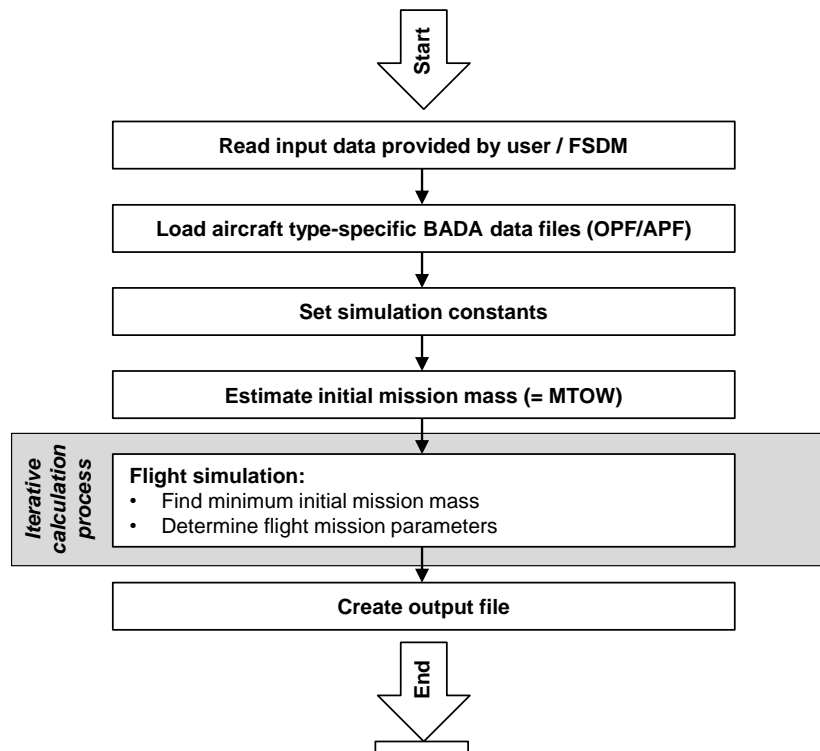 Start
Read input data provided by user / FSDM
Load aircraft type-specific BADA data files (OPF/APF)
Set simulation constants
Estimate initial mission mass (= MTOW)
Iterative
calculation
process
Flight simulation:
• Find minimum initial mission mass
• Determine flight mission parameters
Create output file
End